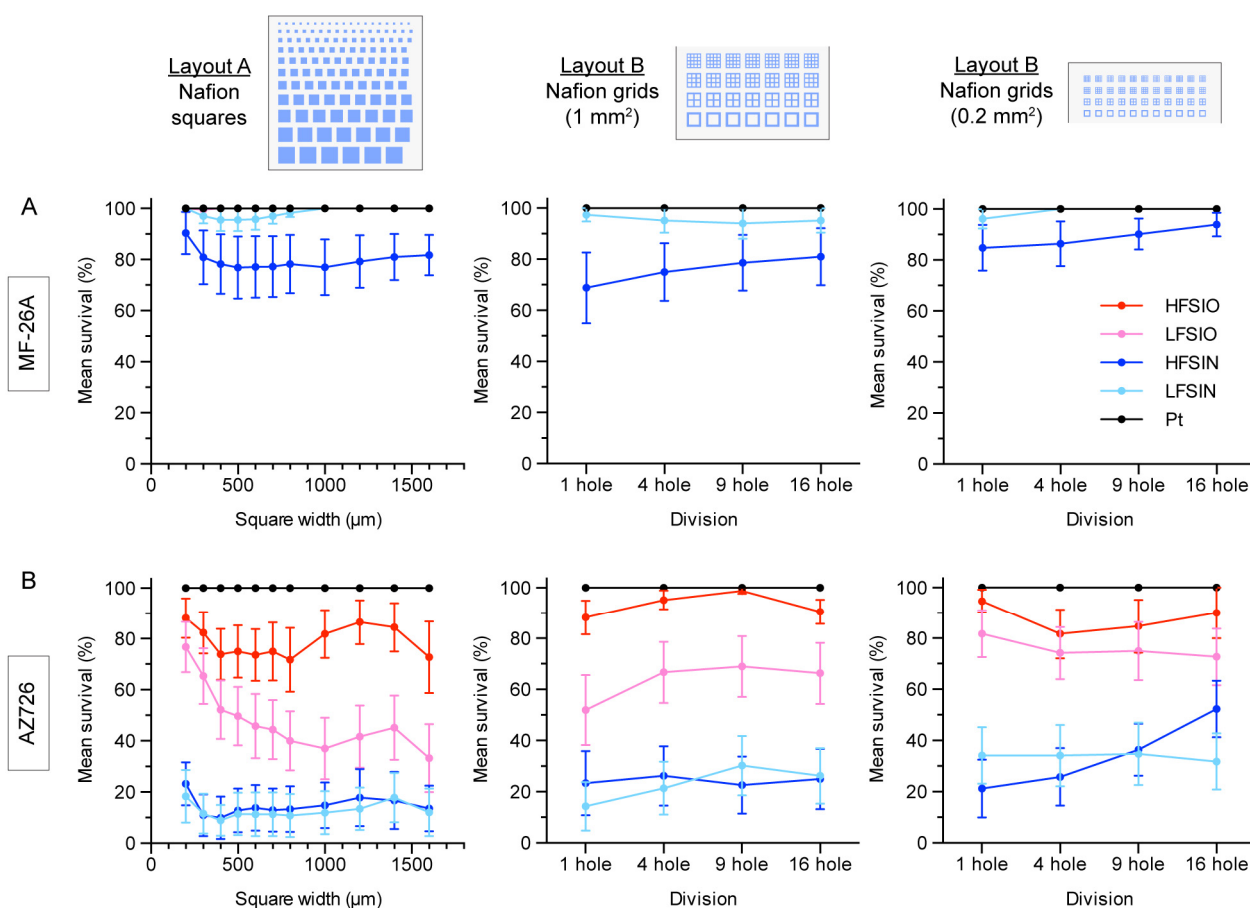 Layout A
Nafion
squares
Layout B
Nafion grids
(1 mm²)
Layout B
Nafion grids
(0.2 mm²)
A
MF-26A
Mean survival (%)
100
80
60
40
20
0
0 500 1000 1500
Square width (µm)
Mean survival (%)
100
80
60
40
20
0
1 hole 4 hole 9 hole 16 hole
Division
Mean survival (%)
100
80
60
40
20
0
1 hole 4 hole 9 hole 16 hole
Division
HFSIO
LFSIO
HFSIN
LFSIN
Pt
B
AZ726
Mean survival (%)
100
80
60
40
20
0
0 500 1000 1500
Square width (µm)
Mean survival (%)
100
80
60
40
20
0
1 hole 4 hole 9 hole 16 hole
Division
Mean survival (%)
100
80
60
40
20
0
1 hole 4 hole 9 hole 16 hole
Division